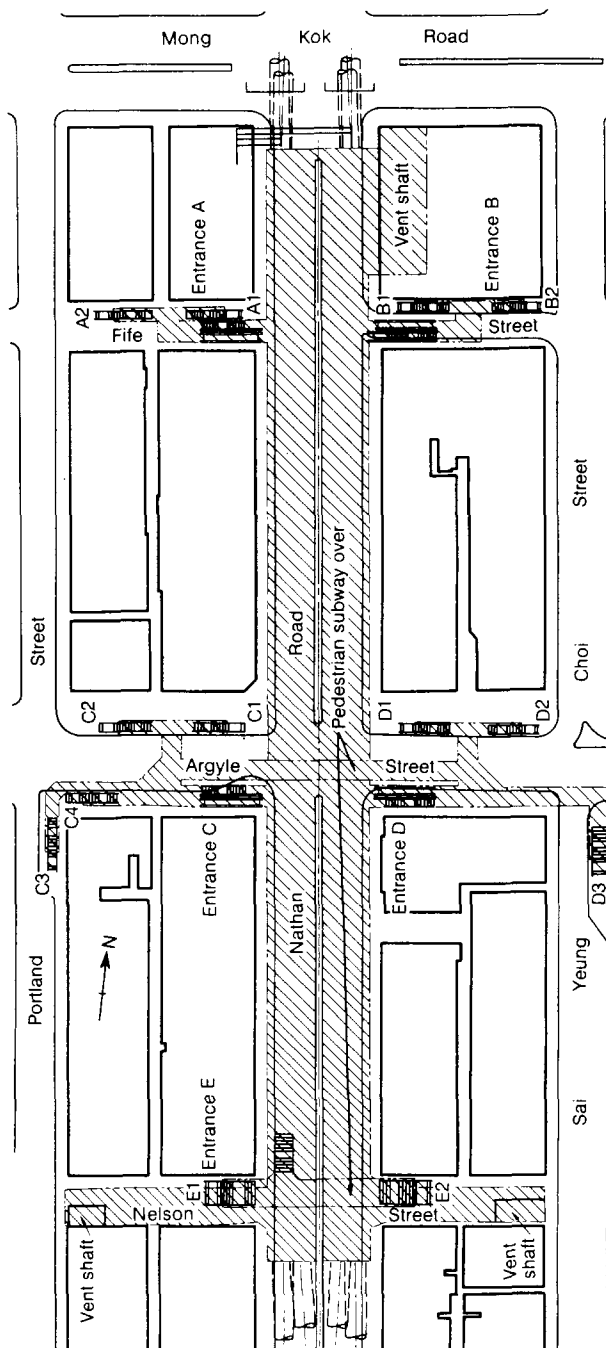 Mong Kok Road
Entrance A
Vent shaft
Entrance B
A2
A1
B1
B2
Fife
Street
Street
Road
Pedestrian subway over
Street
Choi
C2
C1
D1
D2
Argyle
Street
C4
C3
Entrance C
Entrance D
D3
N
Nathan
Portland
Yeung
Entrance E
Sai
E1
E2
Nelson
Street
Vent shaft
Vent
shaft